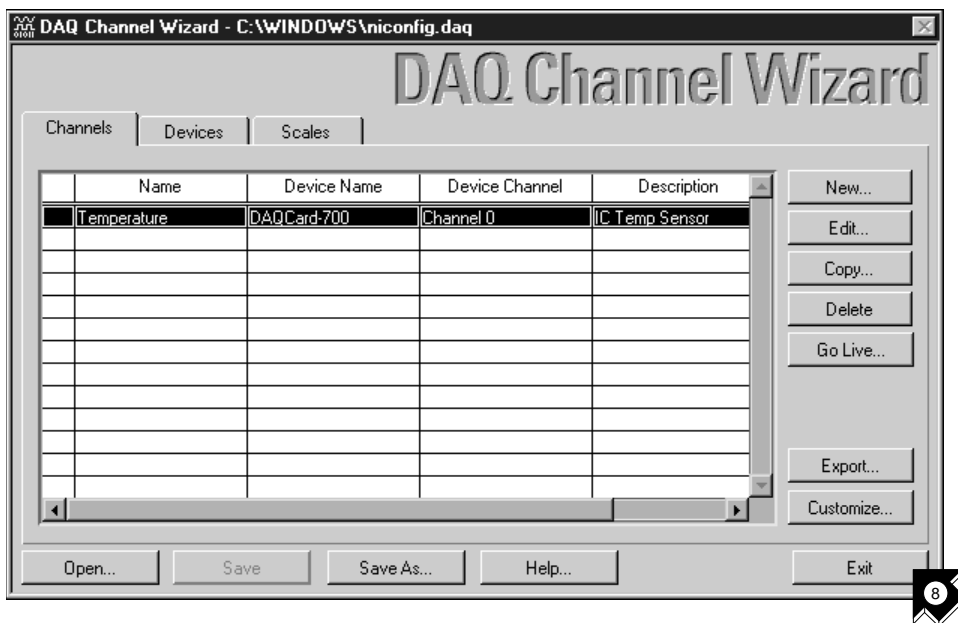 DAQ Channel Wizard - C:\WINDOWS\niconfig.daq
DAQ Channel Wizard
Channels Devices Scales
Name Device Name Device Channel Description
Temperature DAQCard-700 Channel 0 IC Temp Sensor
New...
Edit...
Copy...
Delete
Go Live...
Export...
Customize...
Open... Save Save As... Help... Exit
8